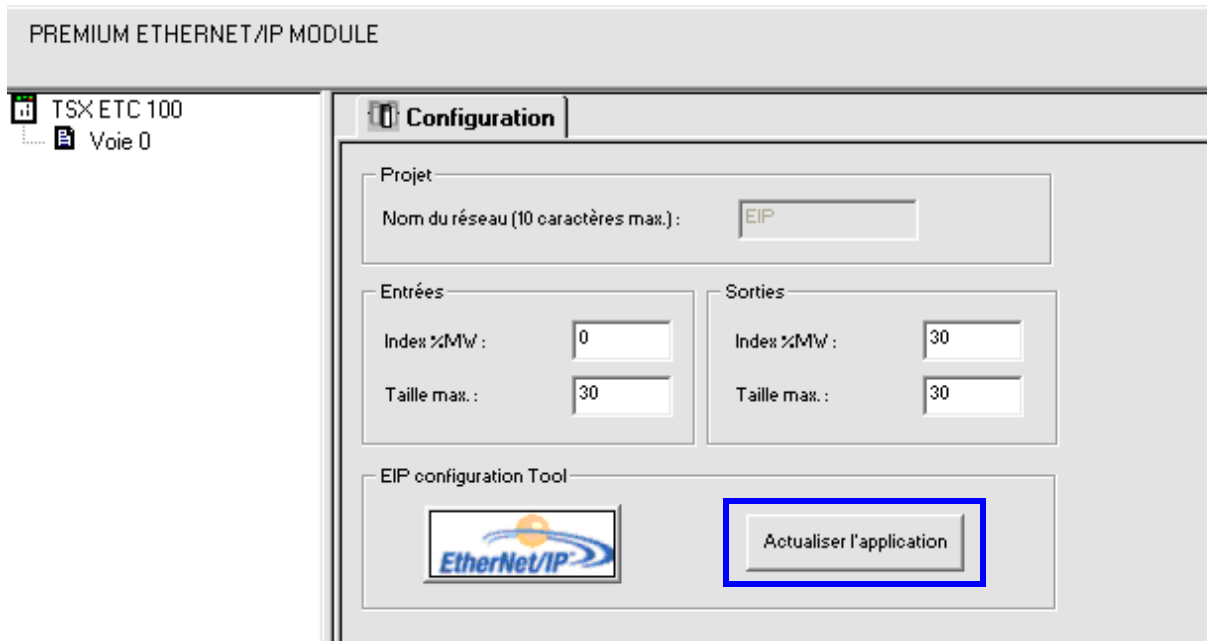 PREMIUM ETHERNET/IP MODULE
TSX ETC 100
Voie 0
Configuration
Projet
Nom du réseau (10 caractères max.) : EIP
Entrées
Index %MW : 0
Taille max. : 30
Sorties
Index %MW : 30
Taille max. : 30
EIP configuration Tool
EtherNet/IP
Actualiser l'application